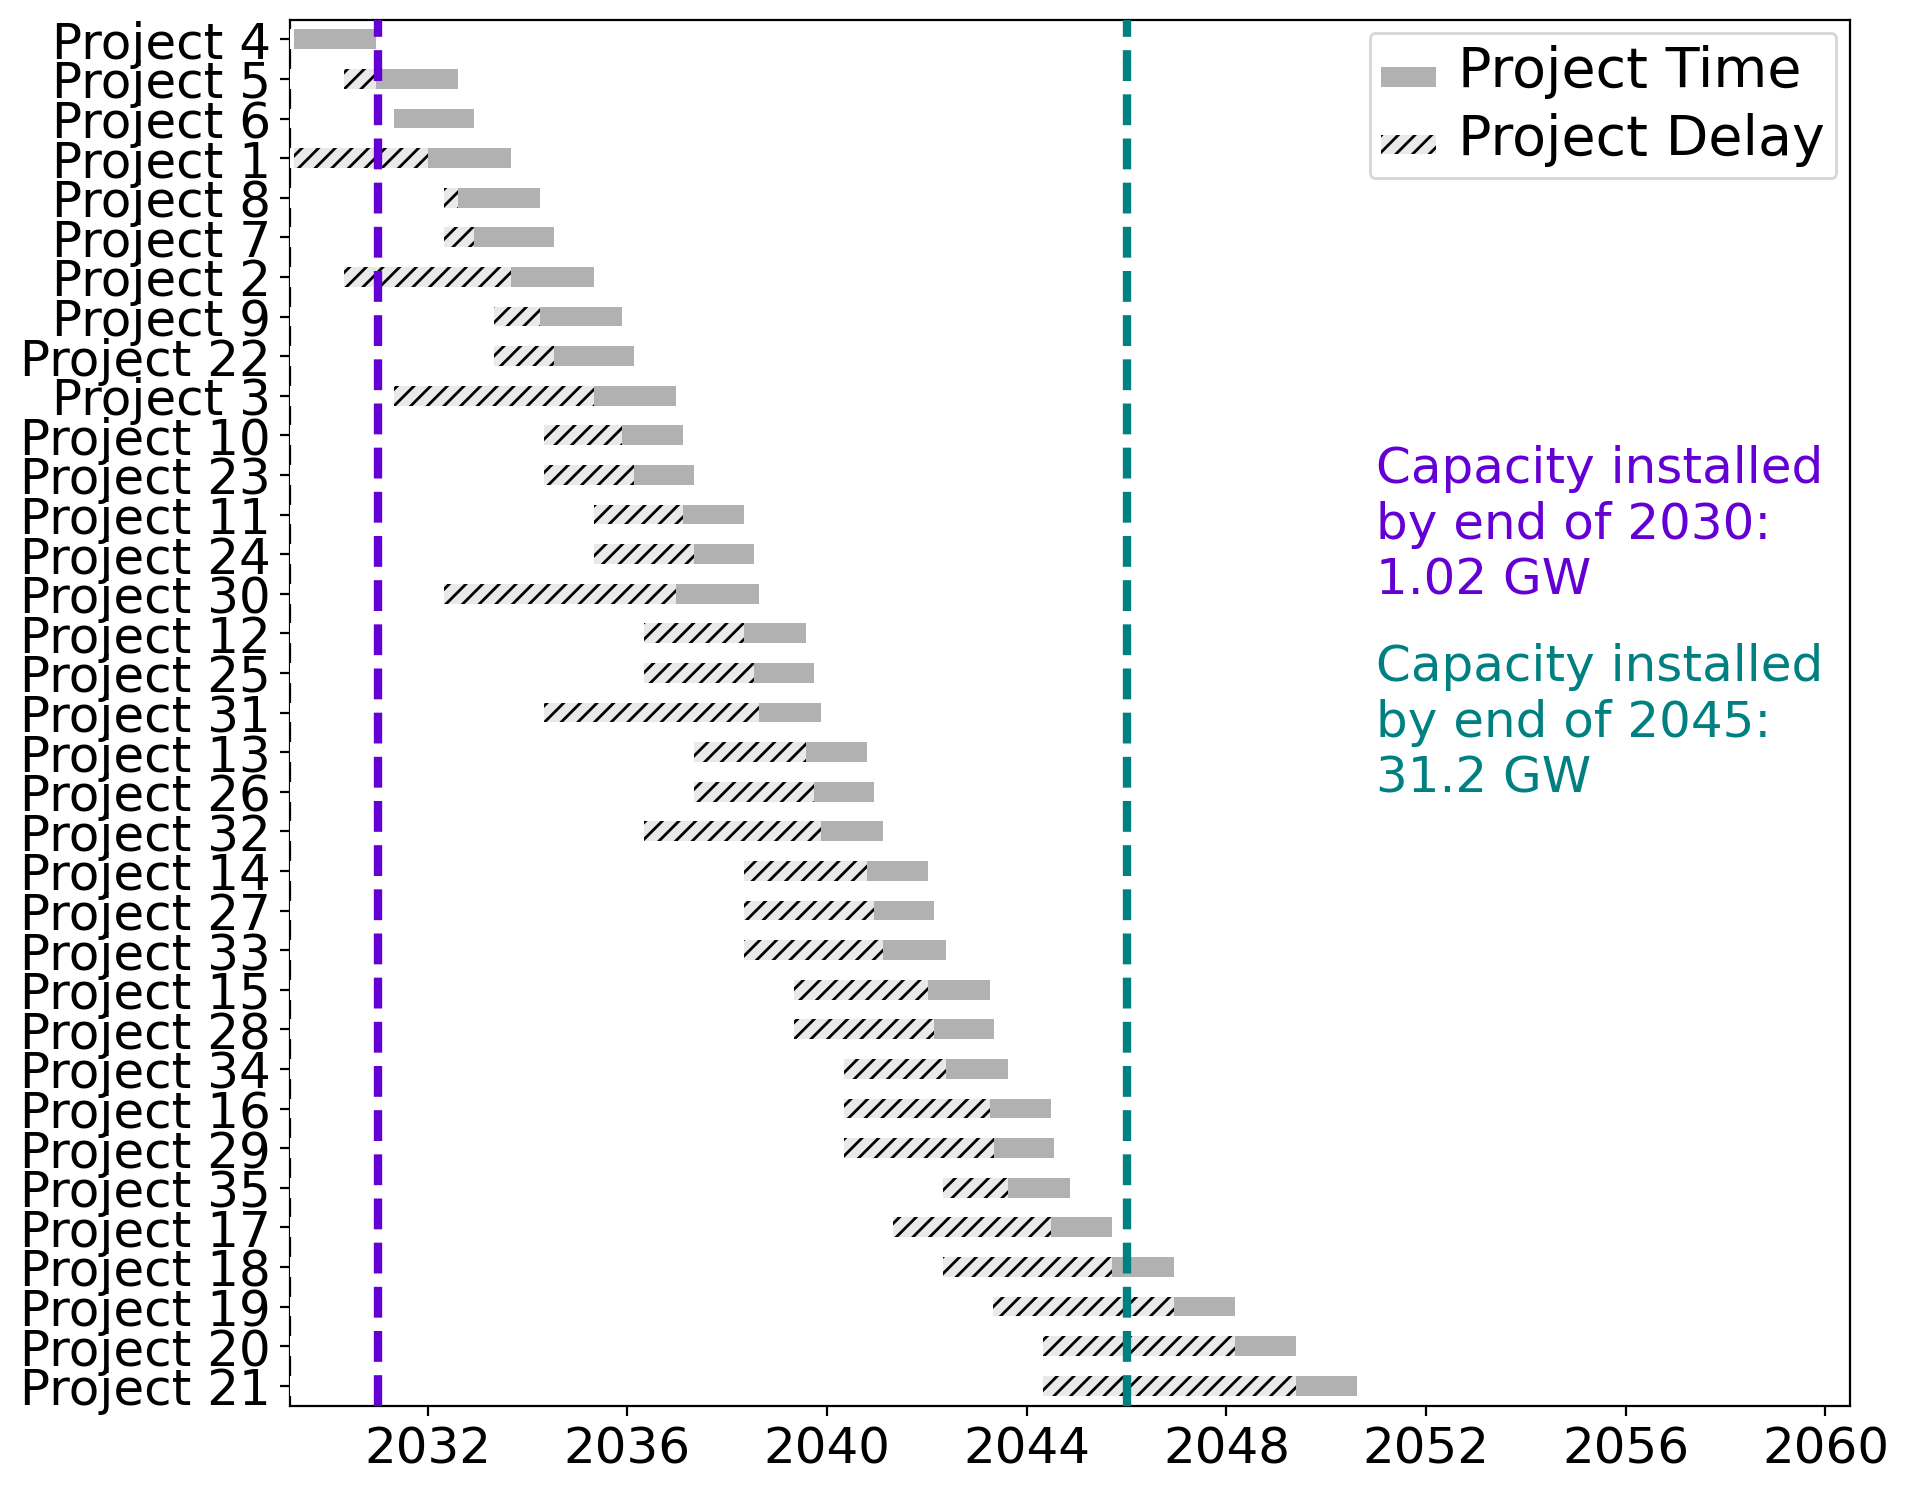 Project 4
Project 5
Project 6
Project 1
Project 8
Project 7
Project 2
Project 9
Project 22
Project 3
Project 10
Project 23
Project 11
Project 24
Project 30
Project 12
Project 25
Project 31
Project 13
Project 26
Project 32
Project 14
Project 27
Project 33
Project 15
Project 28
Project 34
Project 16
Project 29
Project 35
Project 17
Project 18
Project 19
Project 20
Project 21
Project Time
Project Delay
Capacity installed
by end of 2030:
1.02 GW
Capacity installed
by end of 2045:
31.2 GW
2032 2036 2040 2044 2048 2052 2056 2060